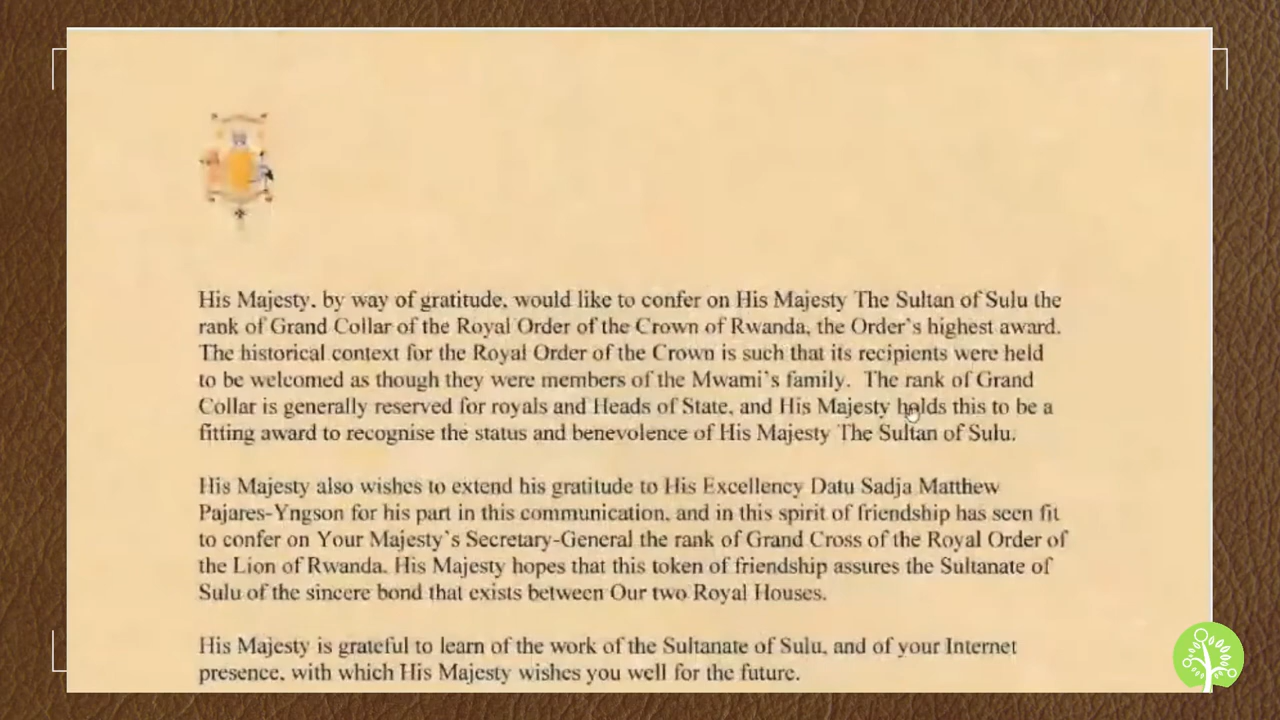 His Majesty, by way of gratitude, would like to confer on His Majesty The Sultan of Sulu the
rank of Grand Collar of the Royal Order of the Crown of Rwanda, the Order's highest award.
The historical context for the Royal Order of the Crown is such that its recipients were held
to be welcomed as though they were members of the Mwami's family. The rank of Grand
Collar is generally reserved for royals and Heads of State, and His Majesty holds this to be a
fitting award to recognise the status and benevolence of His Majesty The Sultan of Sulu.
His Majesty also wishes to extend his gratitude to His Excellency Datu Sadja Matthew
Pajares-Yngson for his part in this communication, and in this spirit of friendship has seen fit
to confer on Your Majesty's Secretary-General the rank of Grand Cross of the Royal Order of
the Lion of Rwanda. His Majesty hopes that this token of friendship assures the Sultanate of
Sulu of the sincere bond that exists between Our two Royal Houses.
His Majesty is grateful to learn of the work of the Sultanate of Sulu, and of your Internet
presence, with which His Majesty wishes you well for the future.